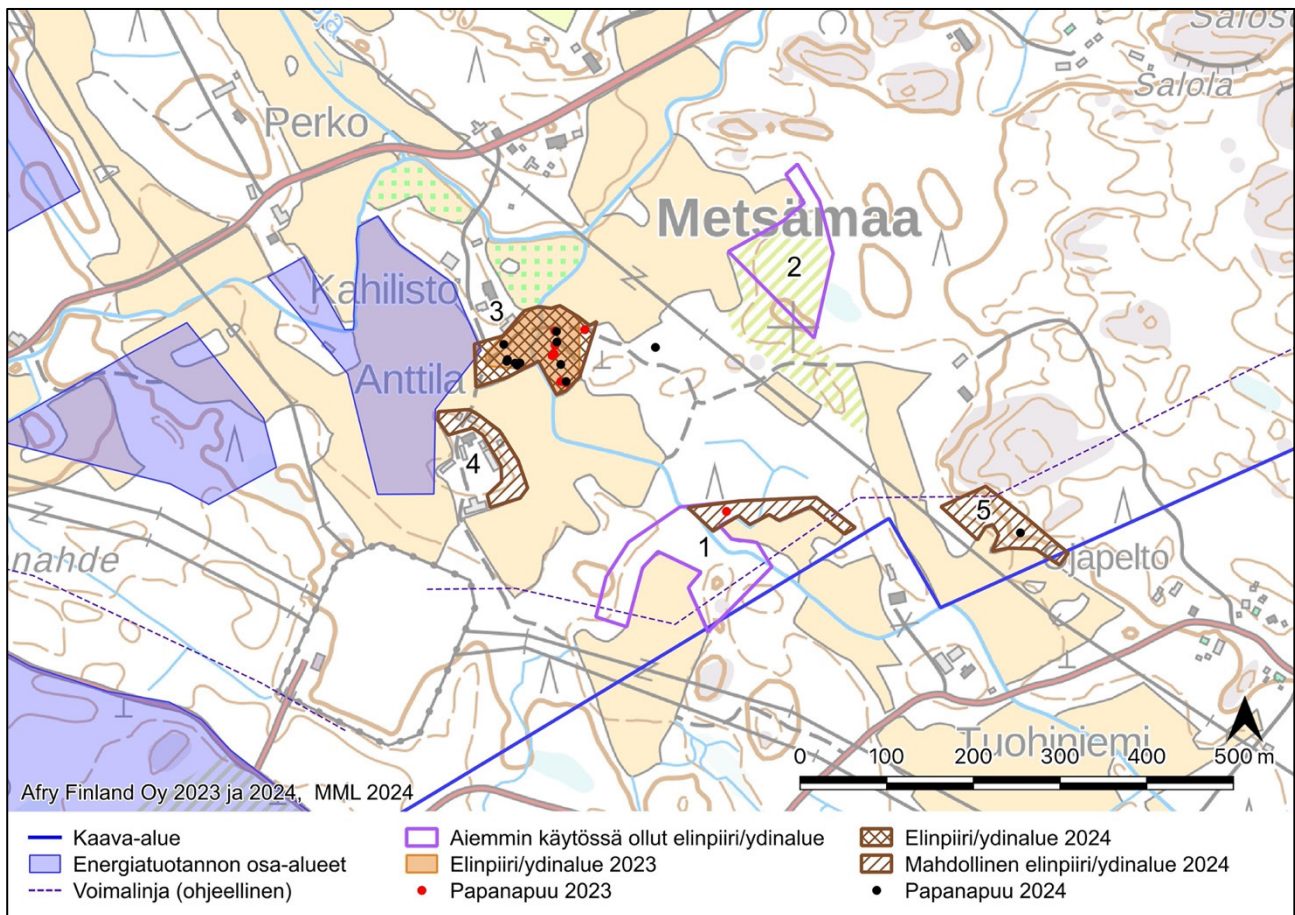 Salose
Salola
Perko
Metsämaa
2
Kahilisto
3
Anttila
4
5
nahde
1
Ojapelto
Tuohiniemi
0 100 200 300 400 500 m
Afry Finland Oy 2023 ja 2024, MML 2024
Kaava-alue
Energiatuotannon osa-alueet
Voimalinja (ohjeellinen)
Aiemmin käytössä ollut elinpiiri/ydinalue
Elinpiiri/ydinalue 2023
Papanapuu 2023
Elinpiiri/ydinalue 2024
Mahdollinen elinpiiri/ydinalue 2024
Papanapuu 2024